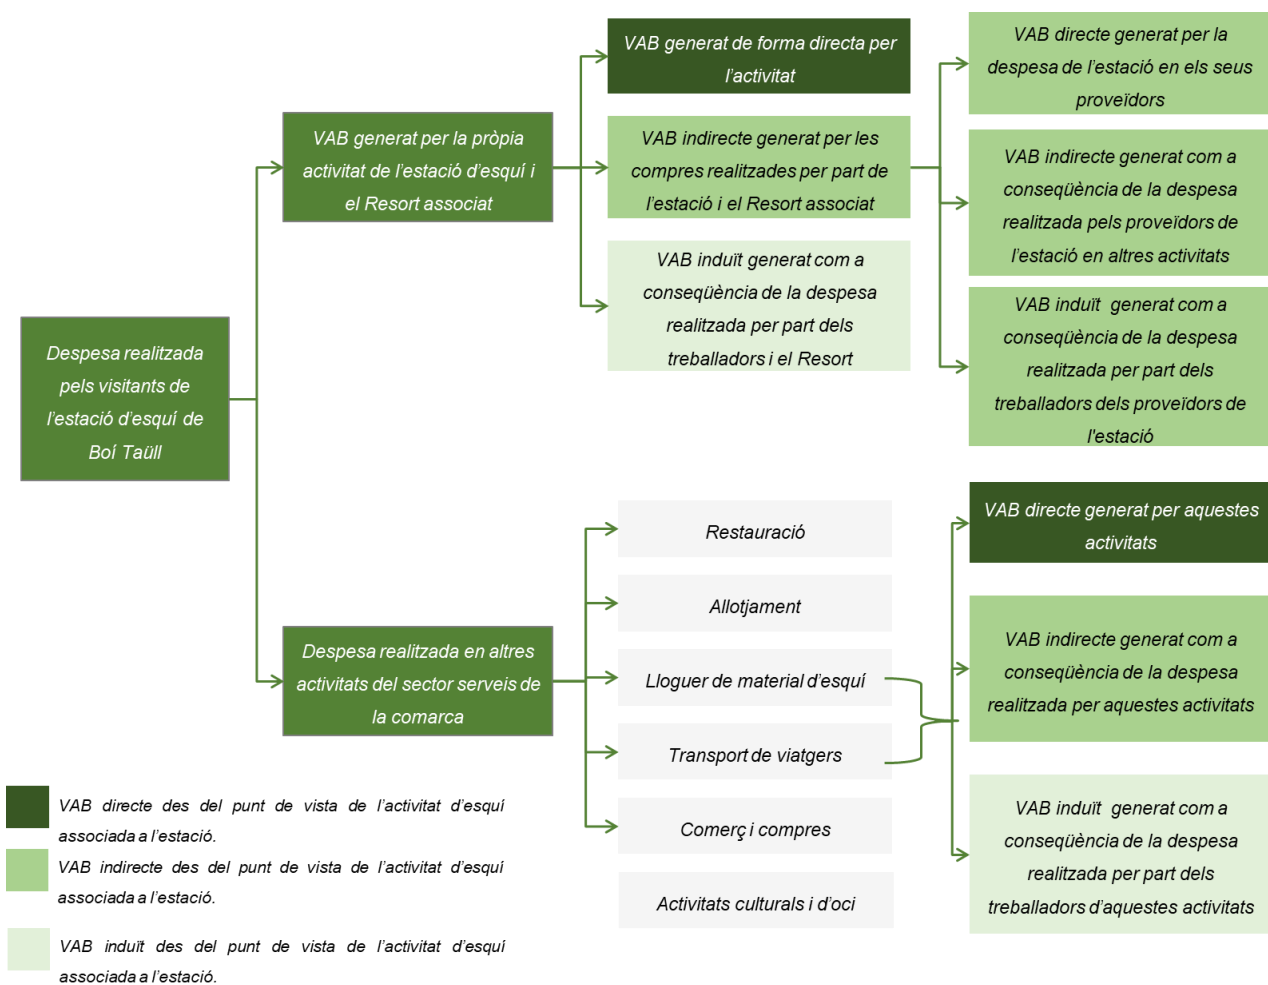 Despesa realitzada
pels visitants de
l'estació d'esquí de
Boí Taüll
VAB generat per la pròpia
activitat de l'estació d'esquí i
el Resort associat
VAB generat de forma directa per
l'activitat
VAB indirecte generat per les
compres realitzades per part de
l'estació i el Resort associat
VAB induït generat com a
conseqüència de la despesa
realitzada per part dels
treballadors i el Resort
VAB directe generat per la
despesa de l'estació en els seus
proveïdors
VAB indirecte generat com a
conseqüència de la despesa
realitzada pels proveïdors de
l'estació en altres activitats
VAB induït generat com a
conseqüència de la despesa
realitzada per part dels
treballadors dels proveïdors de
l'estació
Despesa realitzada en altres
activitats del sector serveis de
la comarca
Restauració
Allotjament
Lloguer de material d'esquí
Transport de viatgers
Comerç i compres
Activitats culturals i d'oci
VAB directe generat per aquestes
activitats
VAB indirecte generat com a
conseqüència de la despesa
realitzada per aquestes activitats
VAB induït generat com a
conseqüència de la despesa
realitzada per part dels
treballadors d'aquestes activitats
VAB directe des del punt de vista de l'activitat d'esquí
associada a l'estació.
VAB indirecte des del punt de vista de l'activitat d'esquí
associada a l'estació.
VAB induït des del punt de vista de l'activitat d'esquí
associada a l'estació.